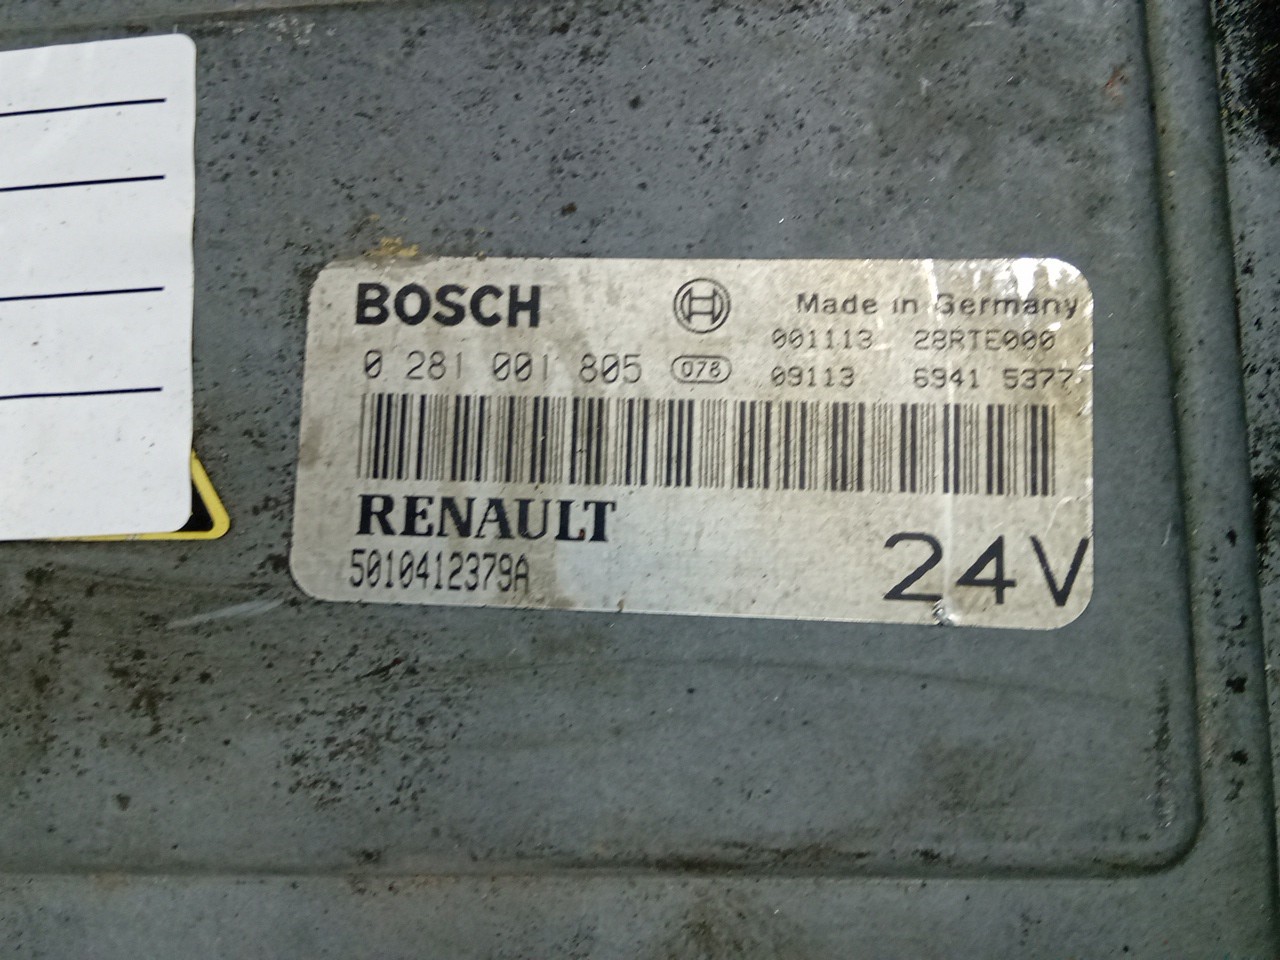 BOSCH
Made in Germany
001113 28RTE000
0 281 001 805 078 09113 6941 5377
RENAULT
5010412379A
24V